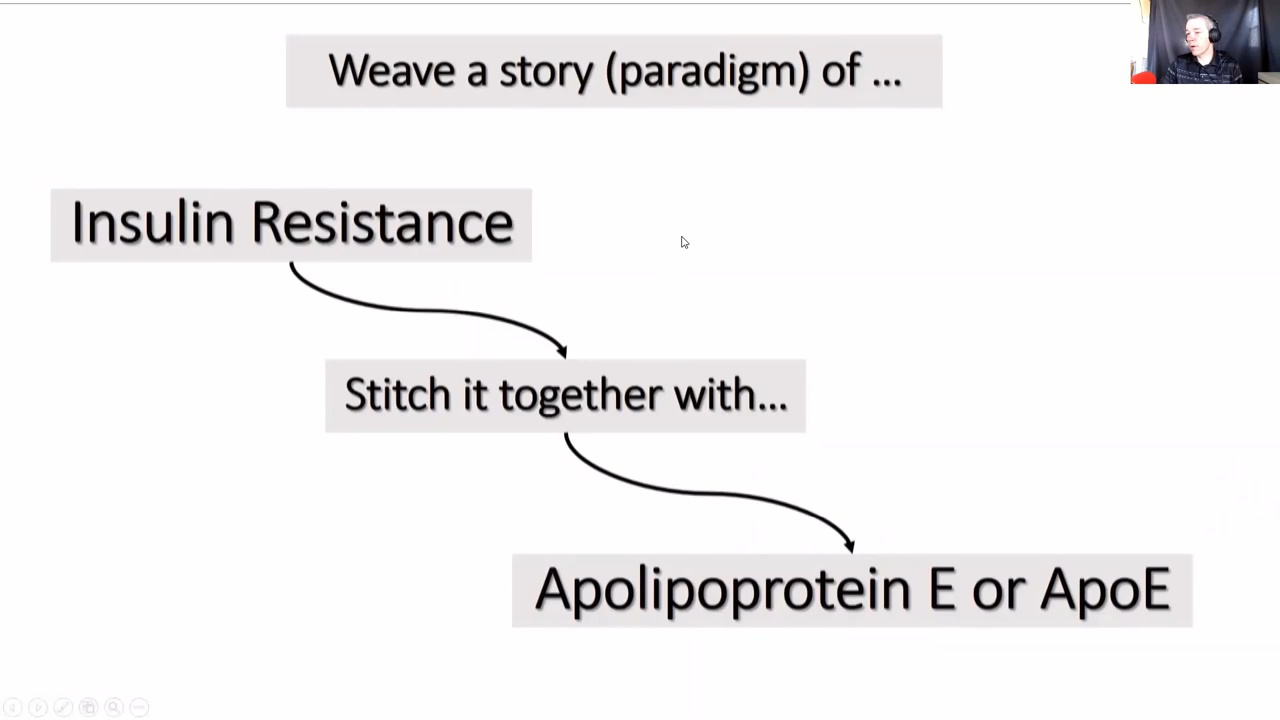 Weave a story (paradigm) of ...
Insulin Resistance
Stitch it together with...
Apolipoprotein E or ApoE